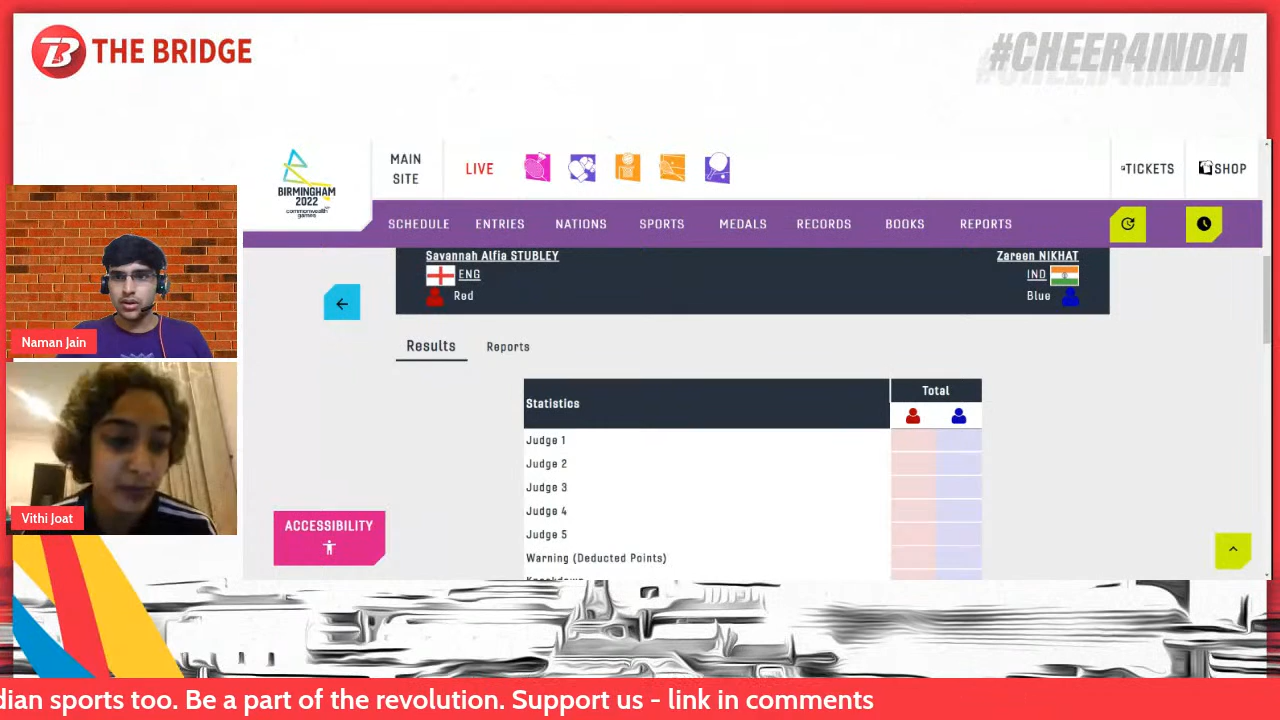 THE BRIDGE
#CHEER4INDIA
BIRMINGHAM
2022
commonwealth
games
MAIN
SITE
LIVE
TICKETS
SHOP
SCHEDULE ENTRIES NATIONS SPORTS MEDALS RECORDS BOOKS REPORTS
Savannah Alfia STUBLEY
Zareen NIKHAT
ENG
IND
Red
Blue
Results Reports
Statistics
Total
Judge 1
Judge 2
Judge 3
Judge 4
Judge 5
Warning (Deducted Points)
Naman Jain
Vithi Joat
ACCESSIBILITY
dian sports too. Be a part of the revolution. Support us - link in comments